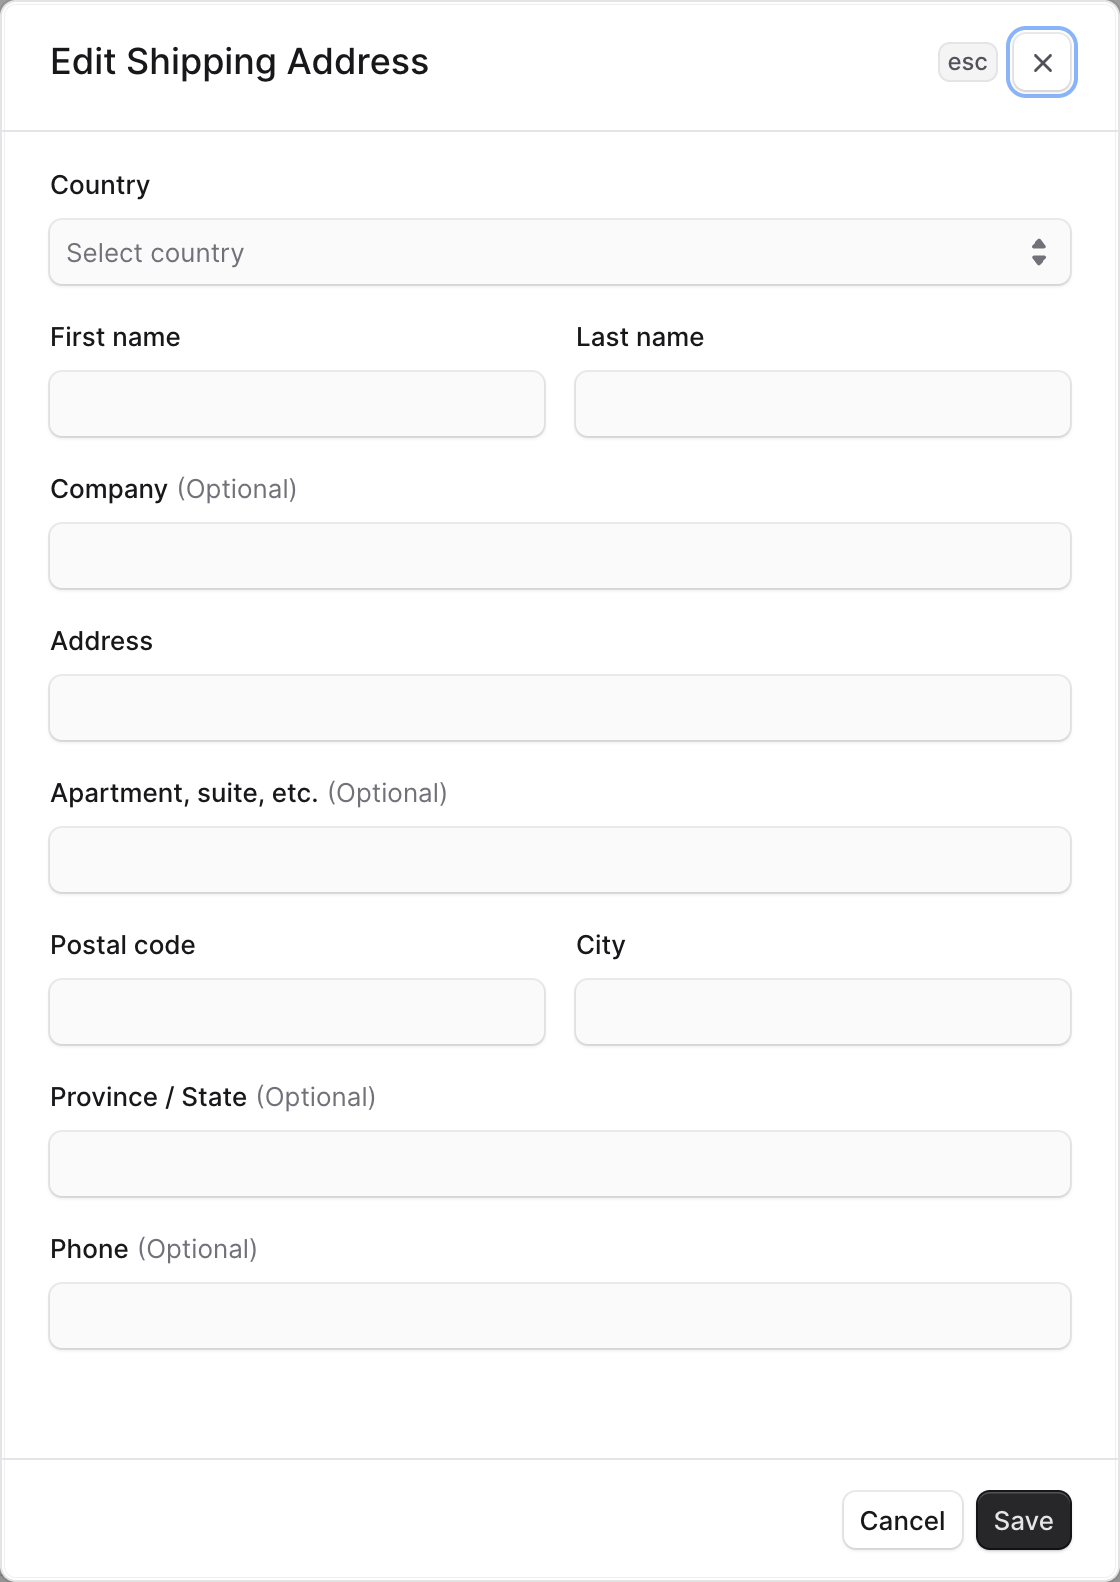 Edit Shipping Address
esc
Country
Select country
First name
Last name
Company (Optional)
Address
Apartment, suite, etc. (Optional)
Postal code
City
Province / State (Optional)
Phone (Optional)
Cancel
Save